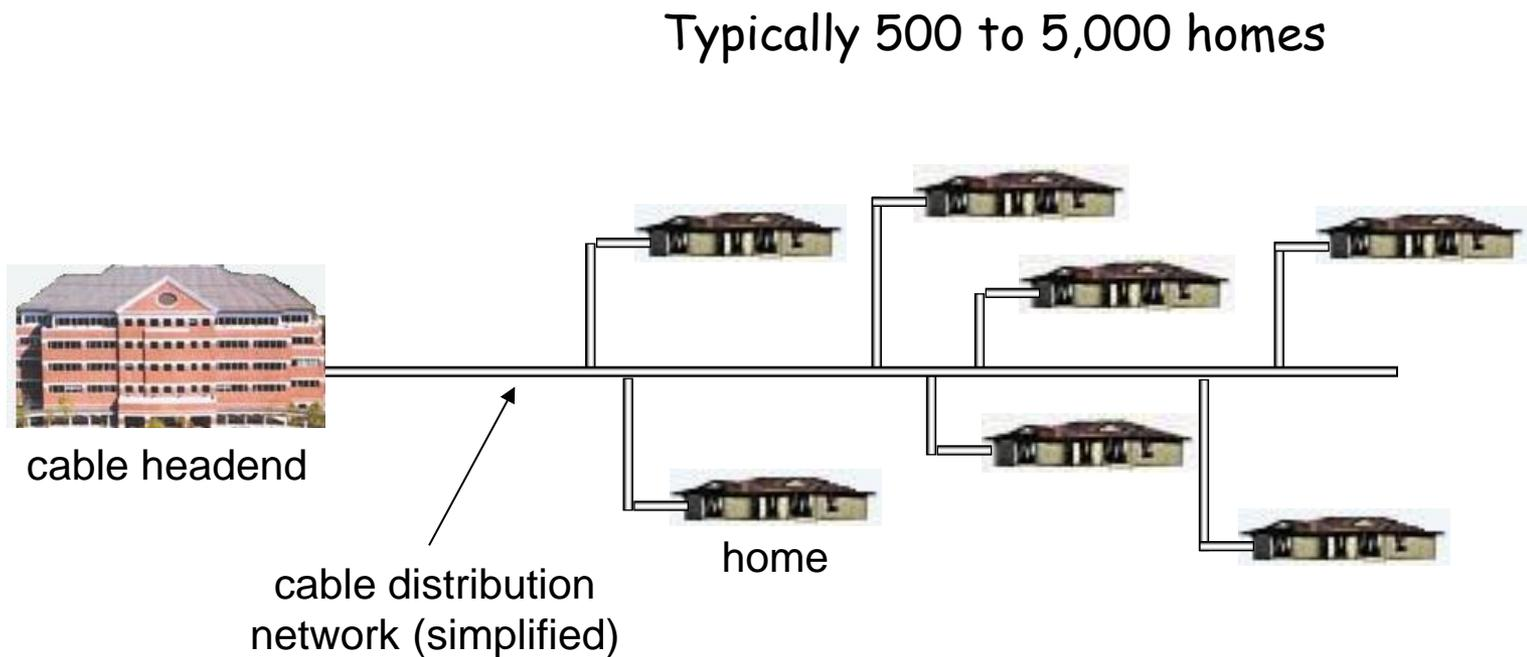 Typically 500 to 5,000 homes
cable headend
home
cable distribution
network (simplified)